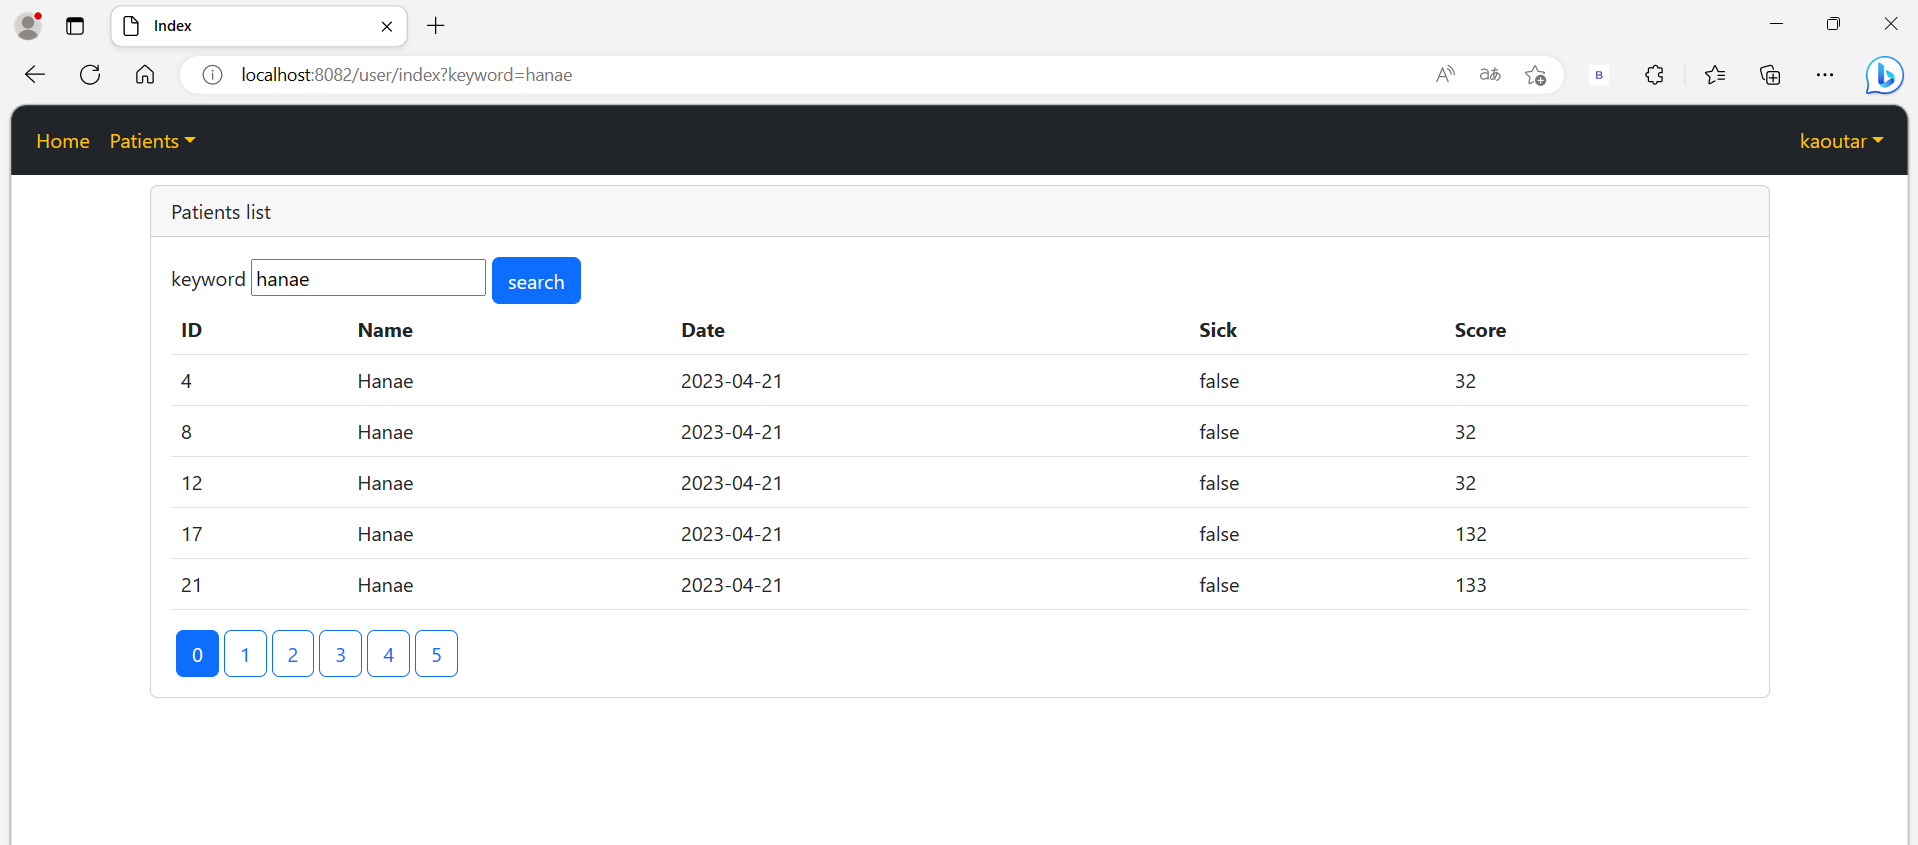 Index
localhost:8082/user/index?keyword=hanae
B
Home Patients kaoutar
Patients list
keyword hanae search
ID Name Date Sick Score
4 Hanae 2023-04-21 false 32
8 Hanae 2023-04-21 false 32
12 Hanae 2023-04-21 false 32
17 Hanae 2023-04-21 false 132
21 Hanae 2023-04-21 false 133
0 1 2 3 4 5